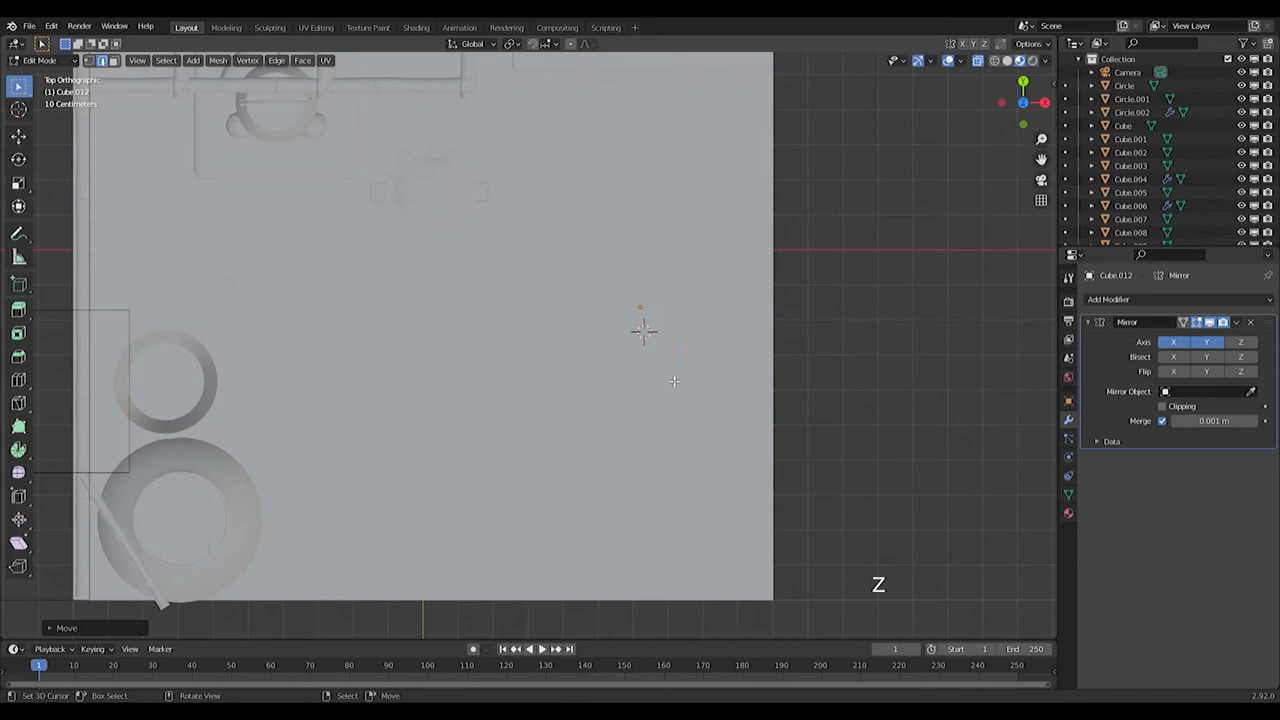 File Edit Render Window Help Layout Modeling Sculpting UV Editing Texture Paint Shading Animation Rendering Compositing Scripting + Scene View Layer
Global Options
Edit Mode View Select Add Mesh Vertex Edge Face UV
Top Orthographic
(1) Cube.012
10 Centimeters
X Y Z
Y
X
Z
Collection
Camera
Circle
Circle.001
Circle.002
Cube
Cube.001
Cube.002
Cube.003
Cube.004
Cube.005
Cube.006
Cube.007
Cube.008
Cube.012 Mirror
Add Modifier
Mirror
Axis X Y Z
Bisect X Y Z
Flip X Y Z
Mirror Object
Clipping
Merge 0.001 m
Data
Z
Move
Playback Keying View Marker 1 Start 1 End 250
1 10 20 30 40 50 60 70 80 90 100 110 120 130 140 150 160 170 180 190 200 210 220 230 240 250
Set 3D Cursor Box Select Rotate View Select Move 2.92.0